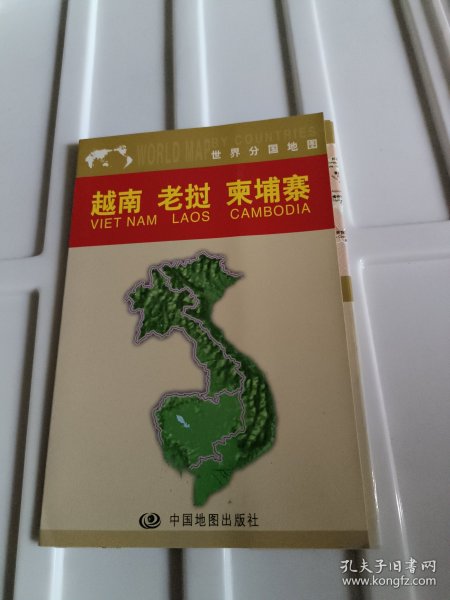 WORLD MAP BY COUNTRIES
世界分国地图
越南 老挝 柬埔寨
VIET NAM LAOS CAMBODIA
中国地图出版社
孔夫子旧书网
www.kongfz.com